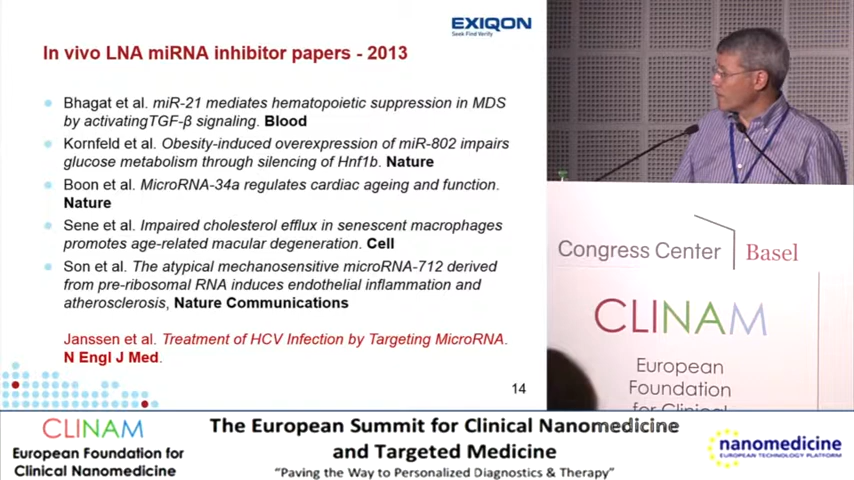 EXIQON
Seek Find Verify
In vivo LNA miRNA inhibitor papers - 2013
Bhagat et al. miR-21 mediates hematopoietic suppression in MDS
by activatingTGF-β signaling. Blood
Kornfeld et al. Obesity-induced overexpression of miR-802 impairs
glucose metabolism through silencing of Hnf1b. Nature
Boon et al. MicroRNA-34a regulates cardiac ageing and function.
Nature
Sene et al. Impaired cholesterol efflux in senescent macrophages
promotes age-related macular degeneration. Cell
Son et al. The atypical mechanosensitive microRNA-712 derived
from pre-ribosomal RNA induces endothelial inflammation and
atherosclerosis, Nature Communications
Janssen et al. Treatment of HCV Infection by Targeting MicroRNA.
N Engl J Med.
14
Congress Center Basel
CLINAM
European
Foundation
for Clinical
CLINAM
European Foundation for
Clinical Nanomedicine
The European Summit for Clinical Nanomedicine
and Targeted Medicine
"Paving the Way to Personalized Diagnostics & Therapy"
nanomedicine
EUROPEAN TECHNOLOGY PLATFORM